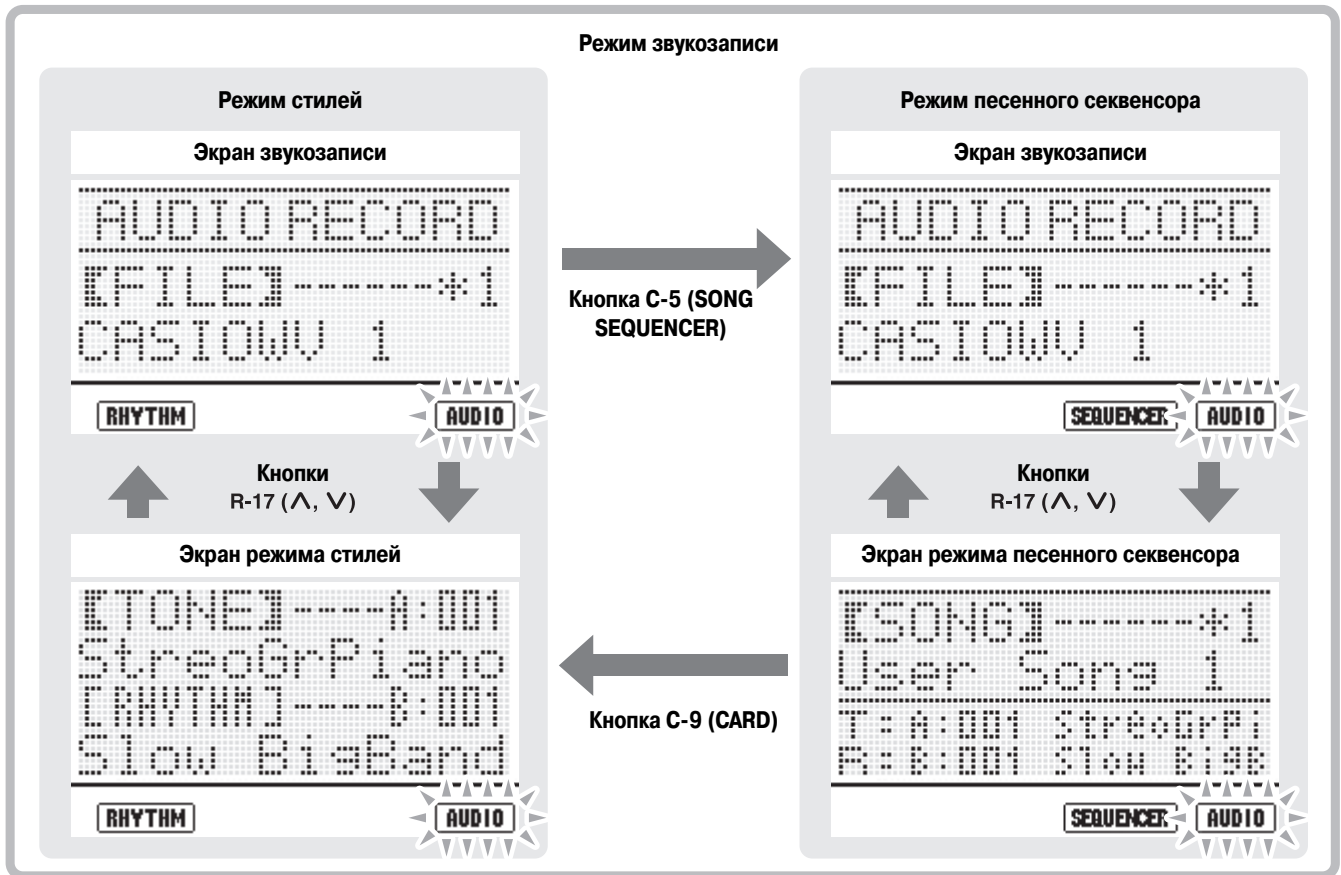 Режим звукозаписи
Режим стилей
Экран звукозаписи
AUDIO RECORD
【FILE】------*1
CASIOWV 1
RHYTHM
AUDIO
Кнопки
R-17 (∧, ∨)
Экран режима стилей
【TONE】----A:001
StreoGrPiano
[RHYTHM]----B:001
Slow BigBand
RHYTHM
AUDIO
Кнопка C-5 (SONG
SEQUENCER)
Кнопка C-9 (CARD)
Режим песенного секвенсора
Экран звукозаписи
AUDIO RECORD
【FILE】------*1
CASIOWV 1
SEQUENCER
AUDIO
Кнопки
R-17 (∧, ∨)
Экран режима песенного секвенсора
【SONG】------*1
User Song 1
T:A:001 StreoGrPi
R:B:001 Slow BigB
SEQUENCER
AUDIO